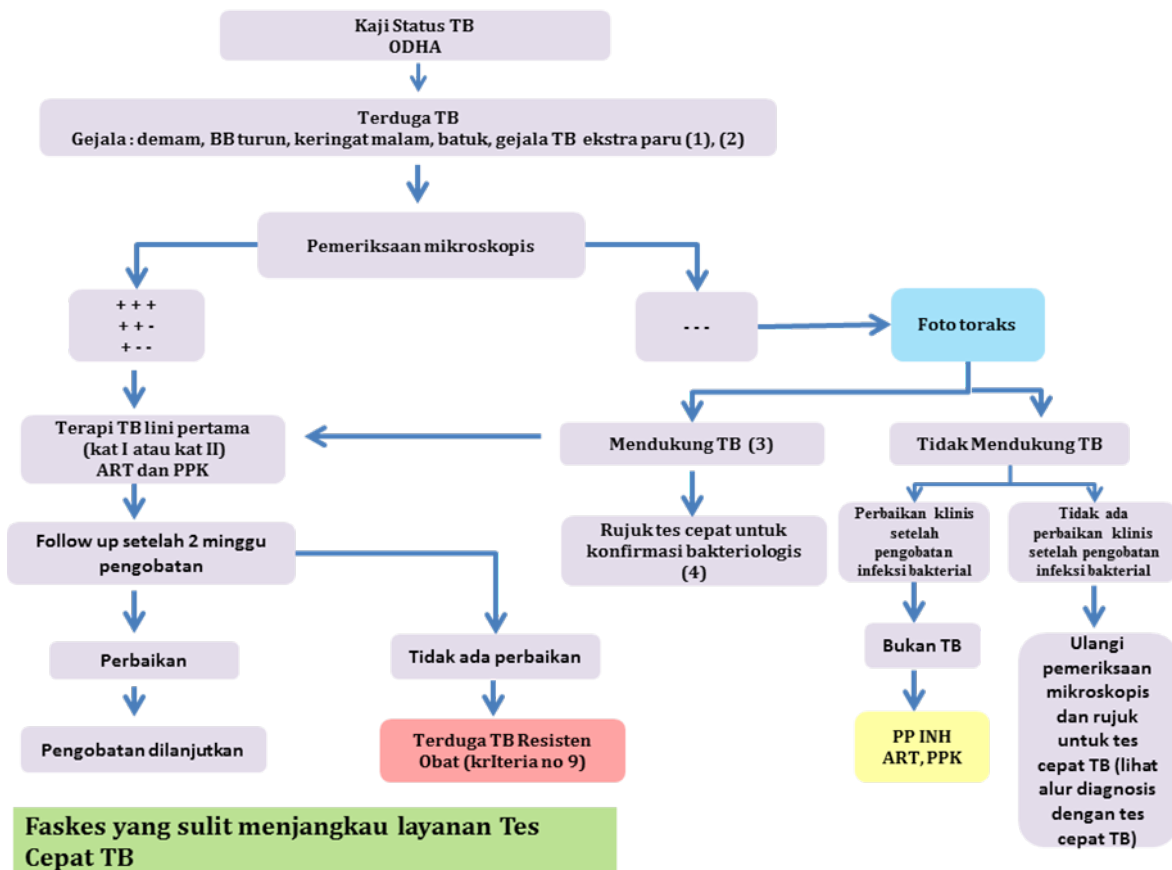 Kaji Status TB
ODHA
Terduga TB
Gejala : demam, BB turun, keringat malam, batuk, gejala TB ekstra paru (1), (2)
Pemeriksaan mikroskopis
+ + +
+ + -
+ - -
- - -
Foto toraks
Terapi TB lini pertama
(kat I atau kat II)
ART dan PPK
Mendukung TB (3)
Tidak Mendukung TB
Follow up setelah 2 minggu
pengobatan
Rujuk tes cepat untuk
konfirmasi bakteriologis
(4)
Perbaikan klinis
setelah
pengobatan
infeksi bakterial
Tidak ada
perbaikan klinis
setelah pengobatan
infeksi bakterial
Perbaikan
Tidak ada perbaikan
Bukan TB
Ulangi
pemeriksaan
mikroskopis
dan rujuk
untuk tes
cepat TB (lihat
alur diagnosis
dengan tes
cepat TB)
Pengobatan dilanjutkan
Terduga TB Resisten
Obat (krIteria no 9)
PP INH
ART, PPK
Faskes yang sulit menjangkau layanan Tes
Cepat TB